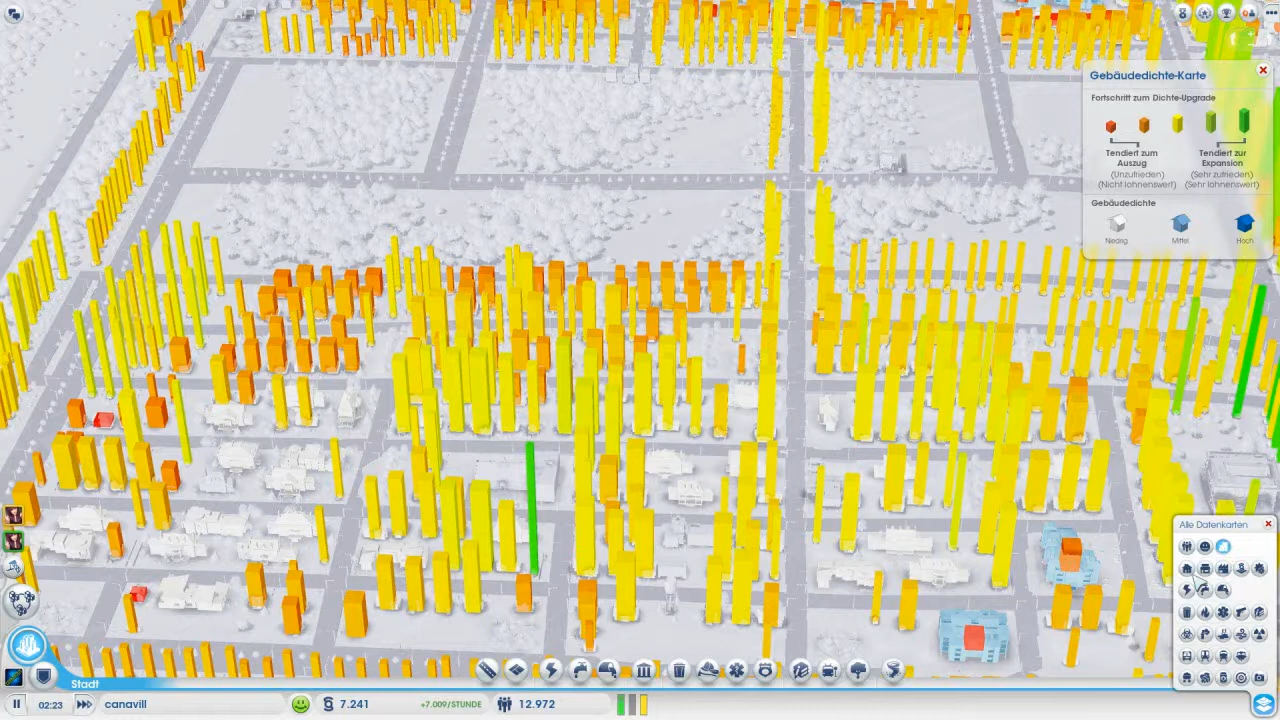 Gebäudedichte-Karte
Fortschritt zum Dichte-Upgrade
Tendiert zum Auszug
(Unzufrieden)
(Nicht lohnenswert)
Tendiert zur Expansion
(Sehr zufrieden)
(Sehr lohnenswert)
Gebäudedichte
Niedrig
Mittel
Hoch
Alle Datenkarten
Stadt
02:23
canavill
7.241
+7.009/STUNDE
12.972